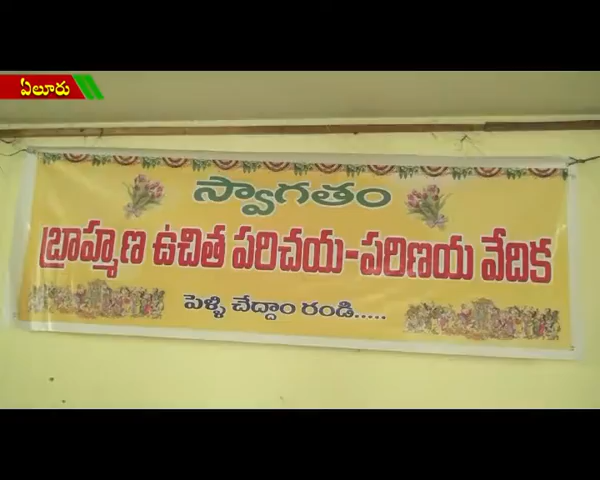 ఏలూరు
స్వాగతం
బ్రాహ్మణ ఉచిత పరిచయ-పరిణయ వేదిక
పెళ్ళి చేద్దాం రండి.....